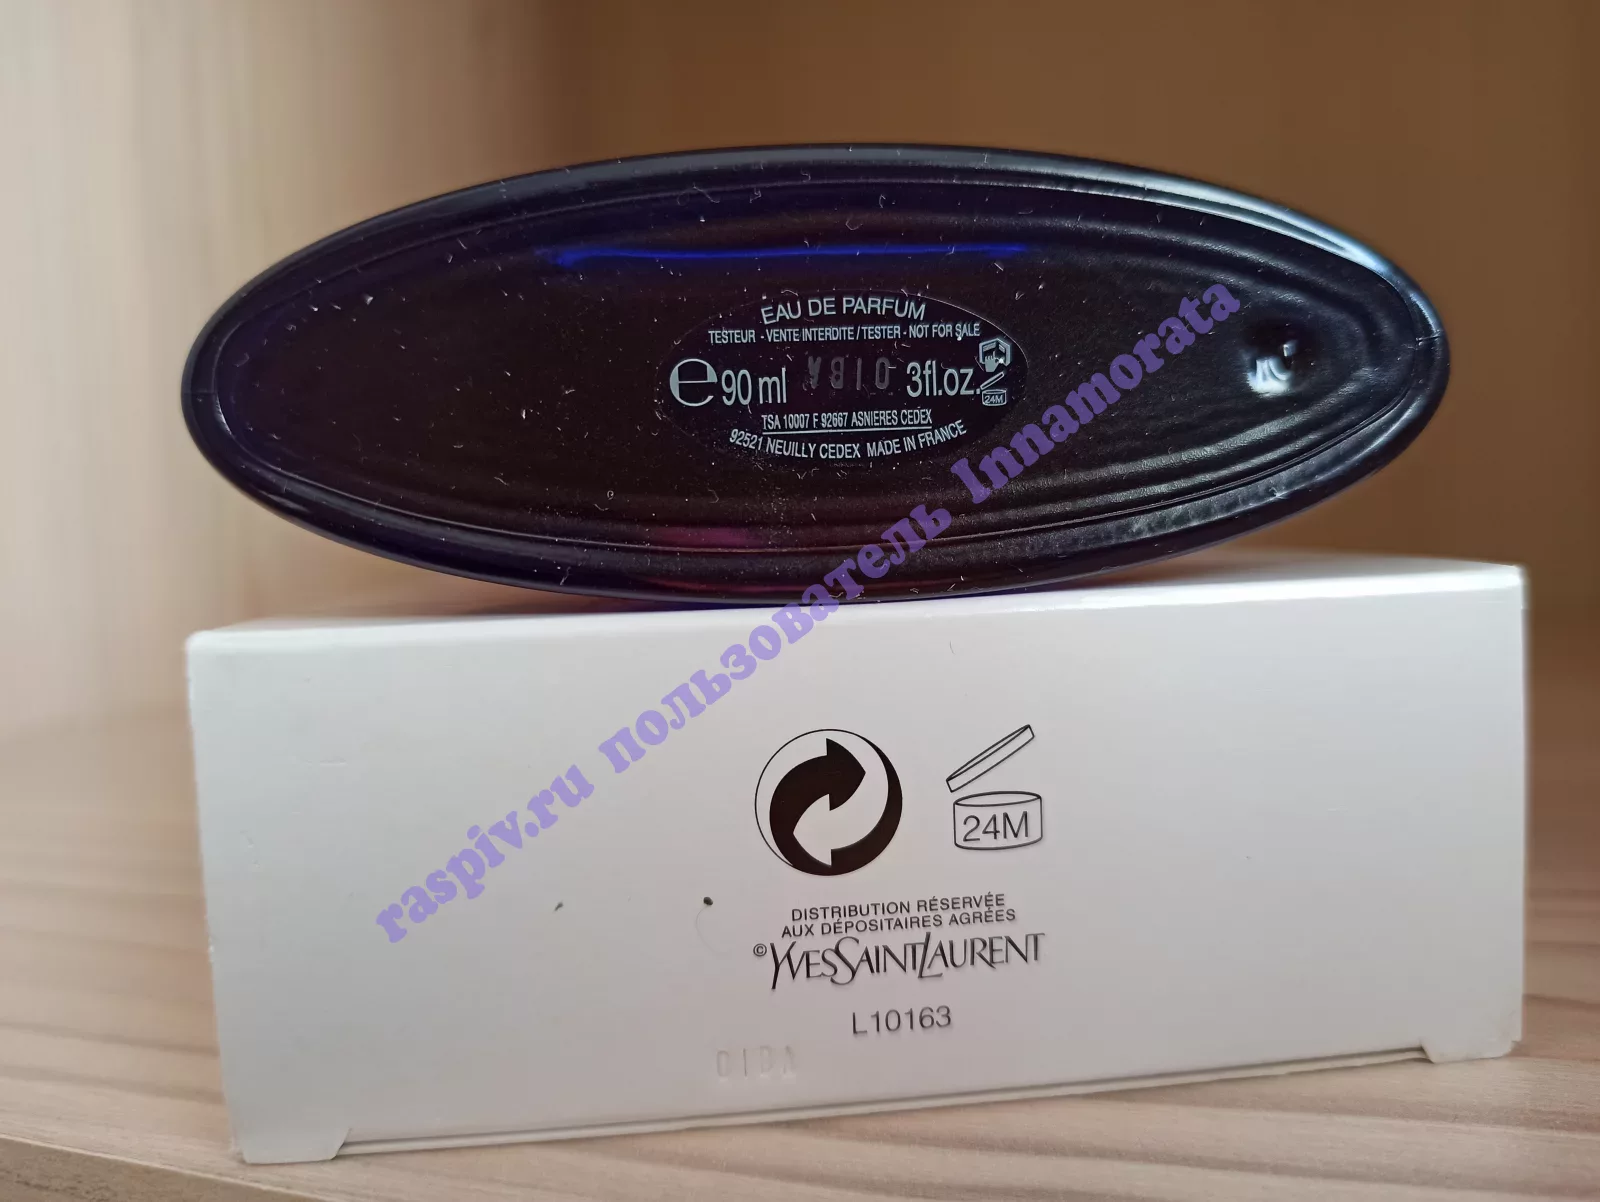 EAU DE PARFUM
TESTEUR - VENTE INTERDITE / TESTER - NOT FOR SALE
e 90 ml 3fl.oz.
24M
TSA 10007 F 92667 ASNIERES CEDEX
92521 NEUILLY CEDEX MADE IN FRANCE
raspiv.ru пользователь Innamorata
24M
DISTRIBUTION RÉSERVÉE
AUX DÉPOSITAIRES AGRÉES
© YVESSAINTLAURENT
L10163